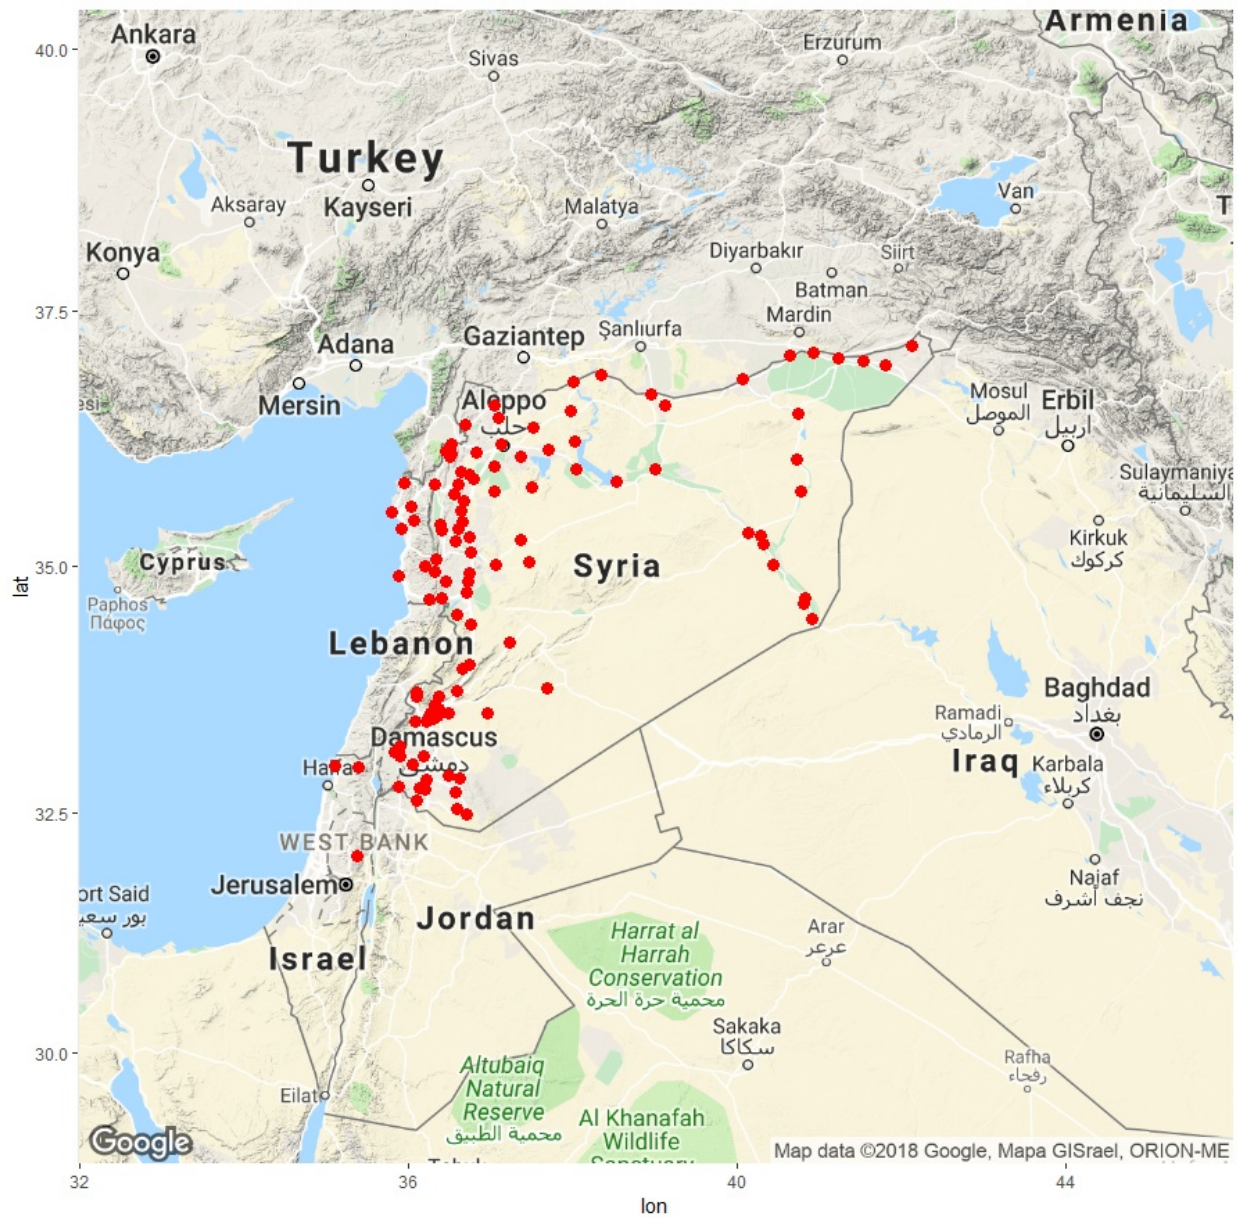 Armenia
40.0
Ankara
Erzurum
Sivas
Turkey
Van
Aksaray
Kayseri
Malatya
T
Konya
Diyarbakır
Siirt
Batman
37.5
Mardin
Gaziantep
Şanlıurfa
Adana
Mersin
esi
Aleppo
حلب
Mosul
الموصل
Erbil
اربيل
Sulaymaniya
السليمانية
Kirkuk
كركوك
Cyprus
35.0
Syria
lat
Paphos
Πάφος
Lebanon
Baghdad
بغداد
Ramadi
الرمادي
Damascus
دمشق
Iraq
Karbala
كربلاء
Haifa
32.5
WEST BANK
Jerusalem
ort Said
بور سعي
Najaf
نجف أشرف
Jordan
Israel
Arar
عرعر
Harrat al
Harrah
Conservation
محمية حرة الحرة
Sakaka
سكاكا
30.0
Rafha
رفحاء
Altubaiq
Natural
Reserve
محمية الطبيق
Eilat
Al Khanafah
Wildlife
Sanctuary
Google
Map data ©2018 Google, Mapa GISrael, ORION-ME
32
36
40
44
lon